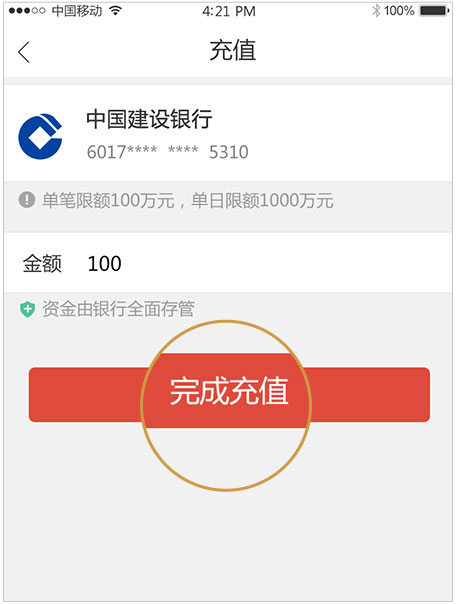 中国移动 4:21 PM 100%
充值
中国建设银行
6017**** **** 5310
单笔限额100万元，单日限额1000万元
金额 100
资金由银行全面存管
完成充值